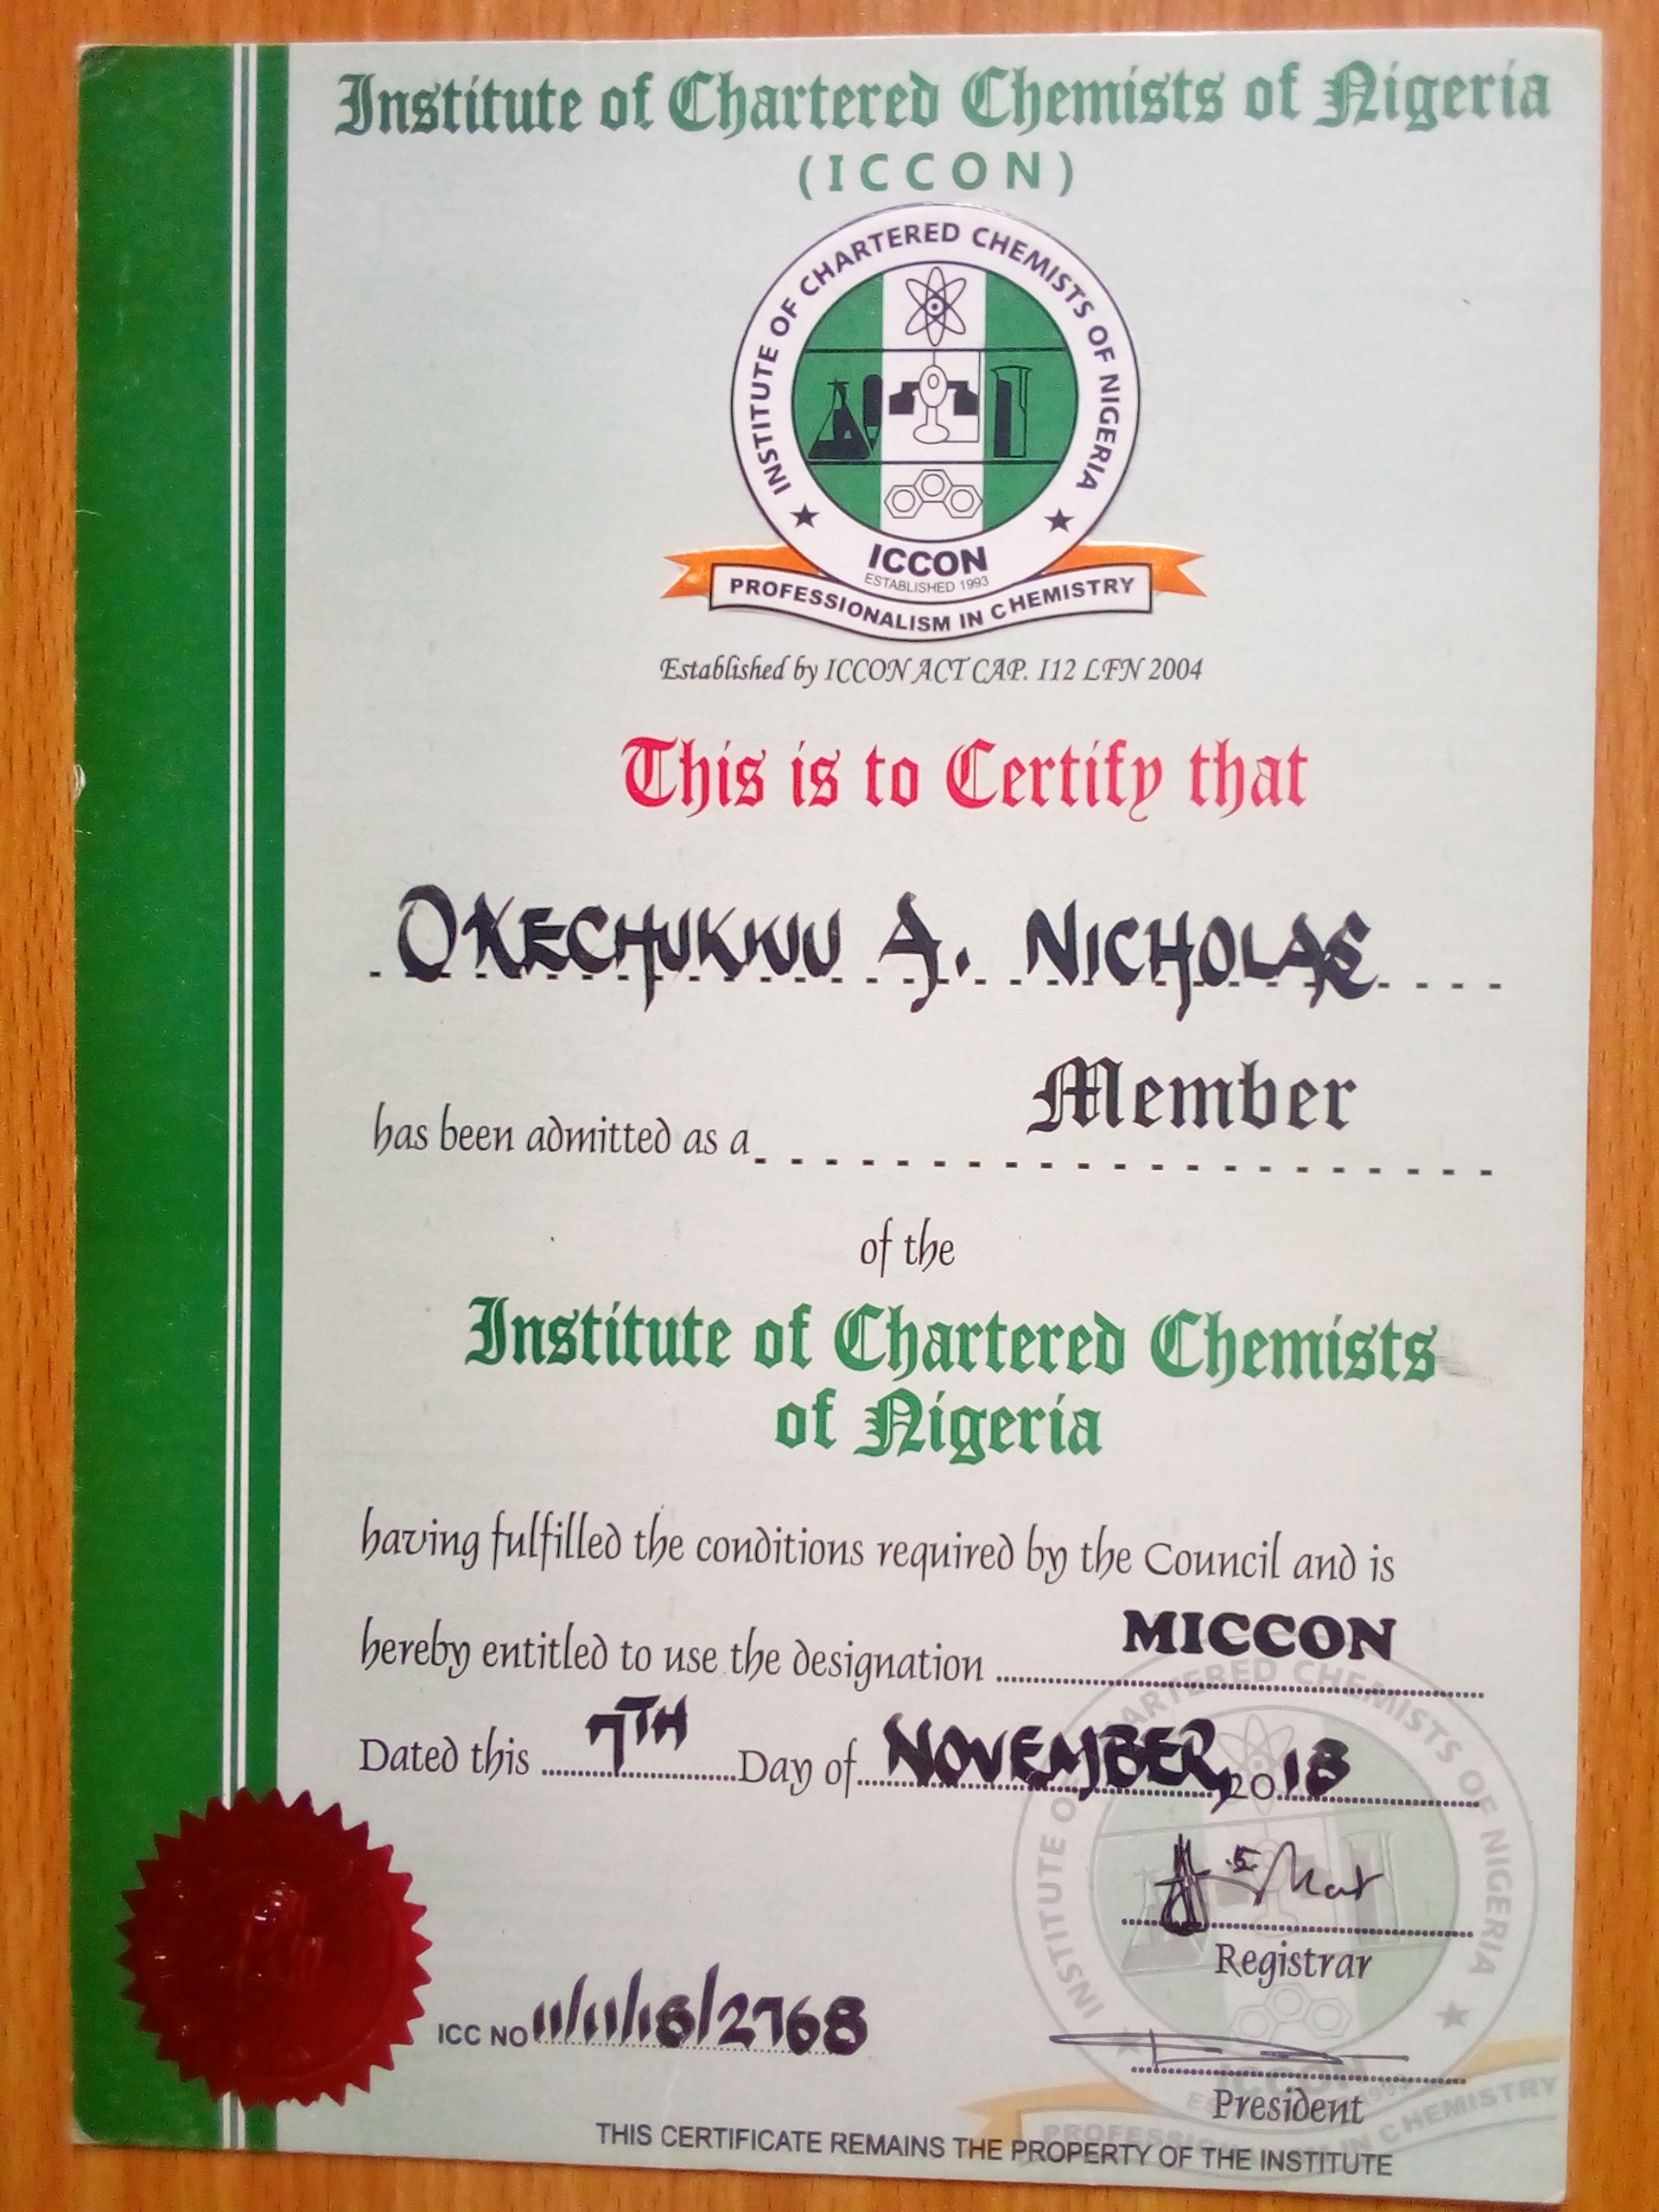 Institute of Chartered Chemists of Nigeria
(ICCON)
INSTITUTE OF CHARTERED CHEMISTS OF NIGERIA
ICCON
ESTABLISHED 1993
PROFESSIONALISM IN CHEMISTRY
Established by ICCON ACT CAP. I12 LFN 2004
This is to Certify that
OKECHUKWU A. NICHOLAS
has been admitted as a Member
of the
Institute of Chartered Chemists
of Nigeria
having fulfilled the conditions required by the Council and is
hereby entitled to use the designation MICCON
Dated this 7TH Day of NOVEMBER, 2018
Registrar
ICC NO 11/11/18/2768
President
THIS CERTIFICATE REMAINS THE PROPERTY OF THE INSTITUTE